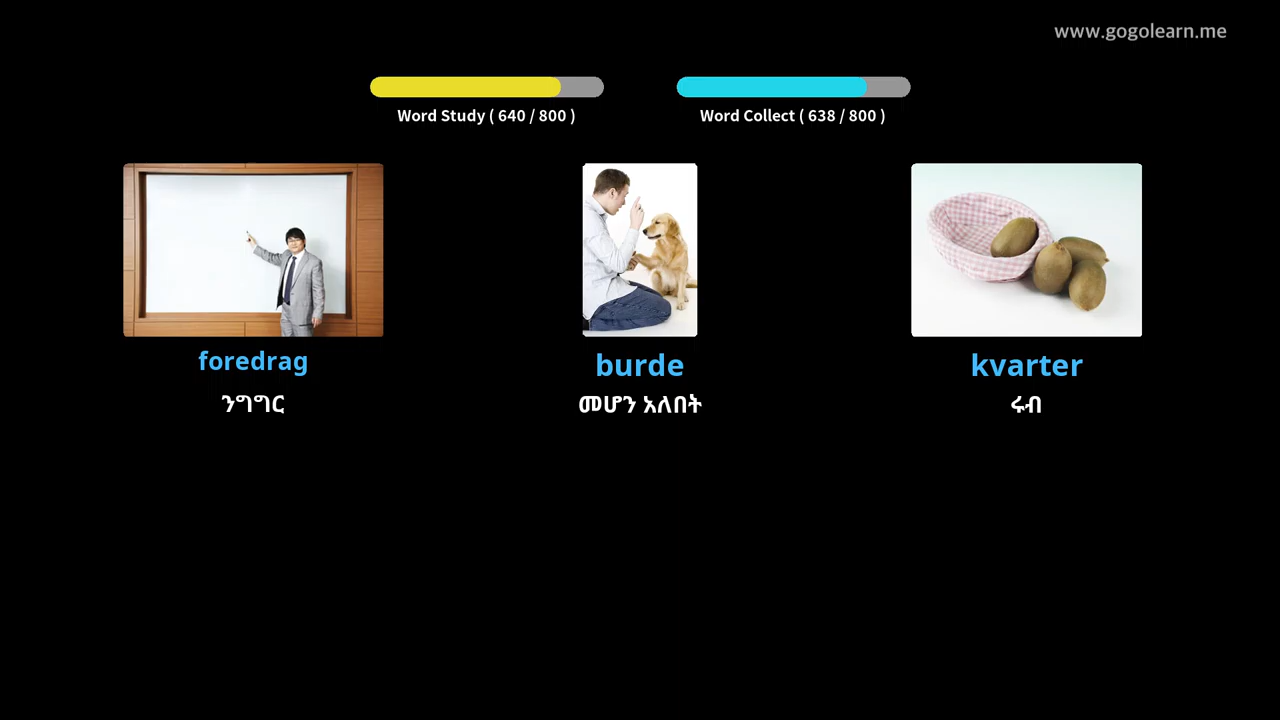 www.gogolearn.me
Word Study ( 640 / 800 )
Word Collect ( 638 / 800 )
foredrag
ንግግር
burde
መሆን አለበት
kvarter
ሩብ